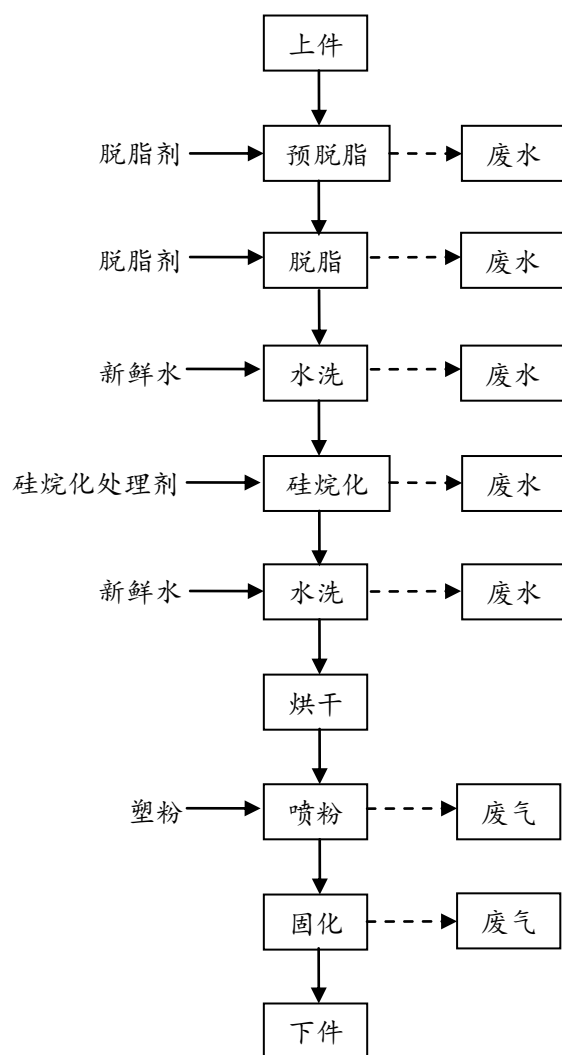 上件
脱脂剂 预脱脂 废水
脱脂剂 脱脂 废水
新鲜水 水洗 废水
硅烷化处理剂 硅烷化 废水
新鲜水 水洗 废水
烘干
塑粉 喷粉 废气
固化 废气
下件